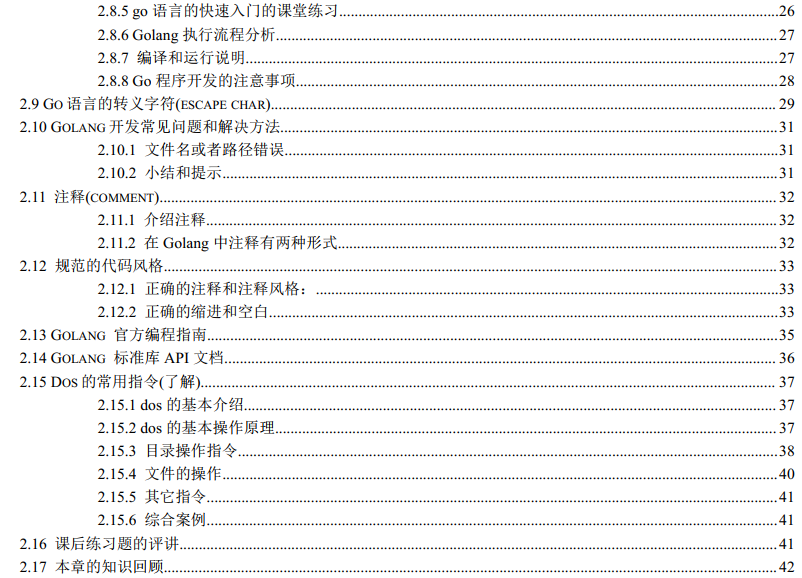 2.8.5 go 语言的快速入门的课堂练习........26
2.8.6 Golang 执行流程分析........27
2.8.7 编译和运行说明........27
2.8.8 Go 程序开发的注意事项........28
2.9 GO 语言的转义字符(ESCAPE CHAR)........29
2.10 GOLANG 开发常见问题和解决方法........31
2.10.1 文件名或者路径错误........31
2.10.2 小结和提示........31
2.11 注释(COMMENT)........32
2.11.1 介绍注释........32
2.11.2 在 Golang 中注释有两种形式........32
2.12 规范的代码风格........33
2.12.1 正确的注释和注释风格：........33
2.12.2 正确的缩进和空白........33
2.13 GOLANG 官方编程指南........35
2.14 GOLANG 标准库 API 文档........36
2.15 DOS 的常用指令(了解)........37
2.15.1 dos 的基本介绍........37
2.15.2 dos 的基本操作原理........37
2.15.3 目录操作指令........38
2.15.4 文件的操作........40
2.15.5 其它指令........41
2.15.6 综合案例........41
2.16 课后练习题的评讲........41
2.17 本章的知识回顾........42